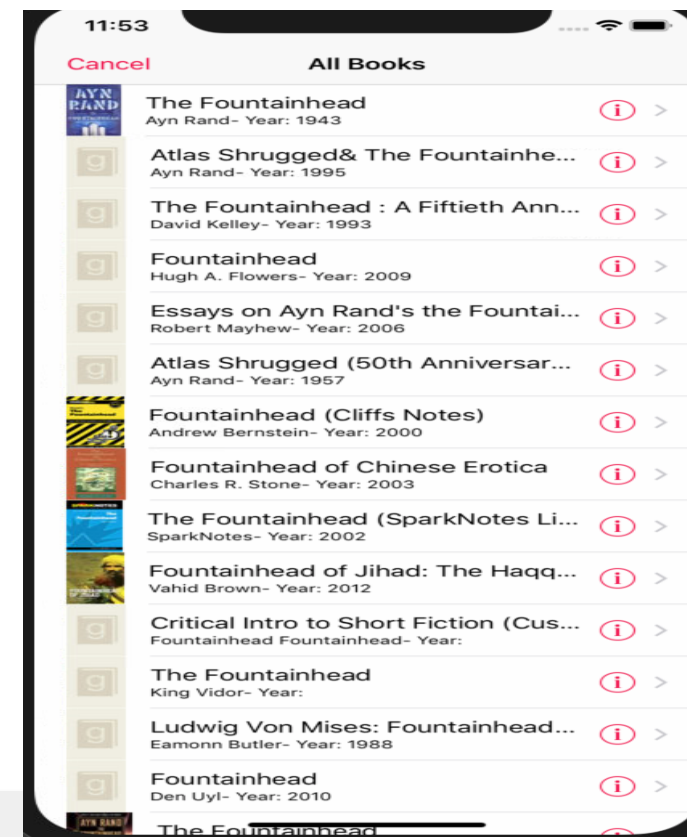 11:53
Cancel
All Books
AYN
RAND
The Fountainhead
Ayn Rand- Year: 1943
Atlas Shrugged& The Fountainhe...
Ayn Rand- Year: 1995
The Fountainhead : A Fiftieth Ann...
David Kelley- Year: 1993
Fountainhead
Hugh A. Flowers- Year: 2009
Essays on Ayn Rand's the Fountai...
Robert Mayhew- Year: 2006
Atlas Shrugged (50th Anniversar...
Ayn Rand- Year: 1957
Fountainhead (Cliffs Notes)
Andrew Bernstein- Year: 2000
Fountainhead of Chinese Erotica
Charles R. Stone- Year: 2003
SPARKNOTES
The Fountainhead (SparkNotes Li...
SparkNotes- Year: 2002
Fountainhead of Jihad: The Haqq...
Vahid Brown- Year: 2012
Critical Intro to Short Fiction (Cus...
Fountainhead Fountainhead- Year:
The Fountainhead
King Vidor- Year:
Ludwig Von Mises: Fountainhead...
Eamonn Butler- Year: 1988
Fountainhead
Den Uyl- Year: 2010
AYN RAND
The Fountainhead